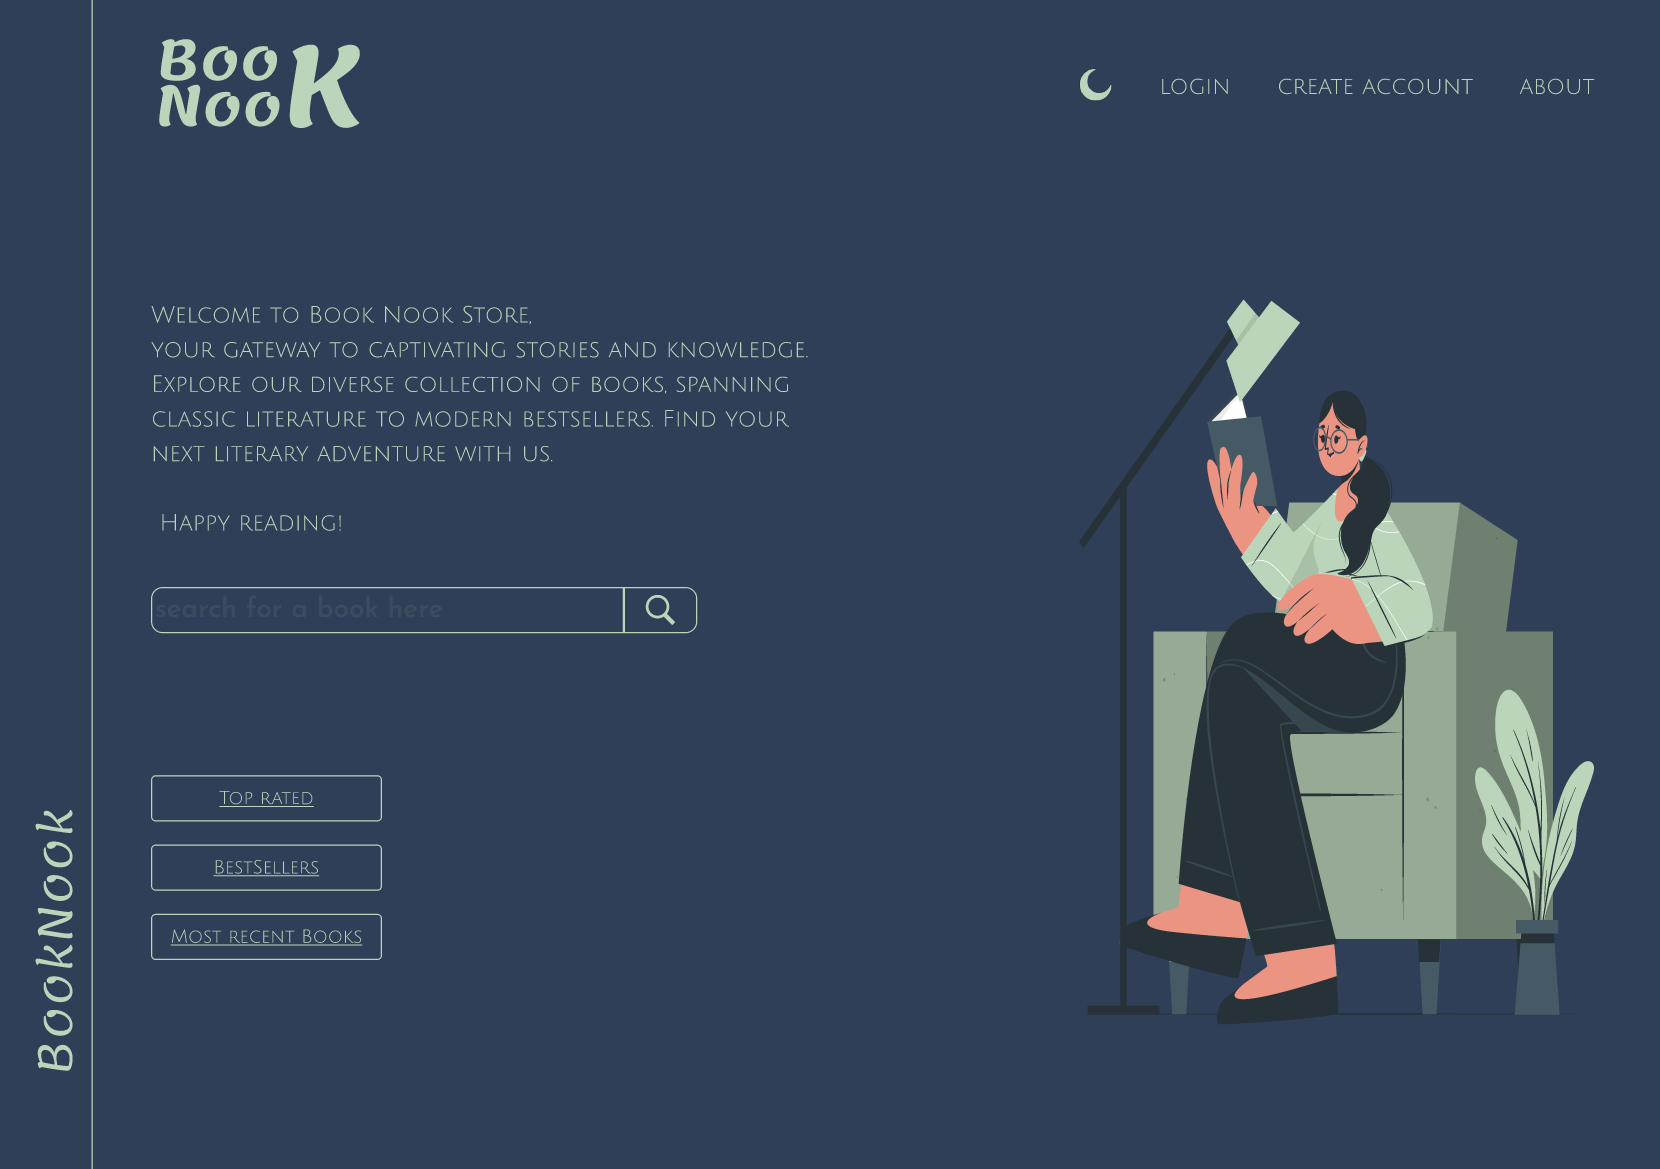 Boo
NooK
LOGIN
CREATE ACCOUNT
ABOUT
Welcome to Book Nook Store,
your gateway to captivating stories and knowledge.
Explore our diverse collection of books, spanning
classic literature to modern bestsellers. Find your
next literary adventure with us.
Happy reading!
search for a book here
Top rated
BestSellers
Most recent Books
BookNook